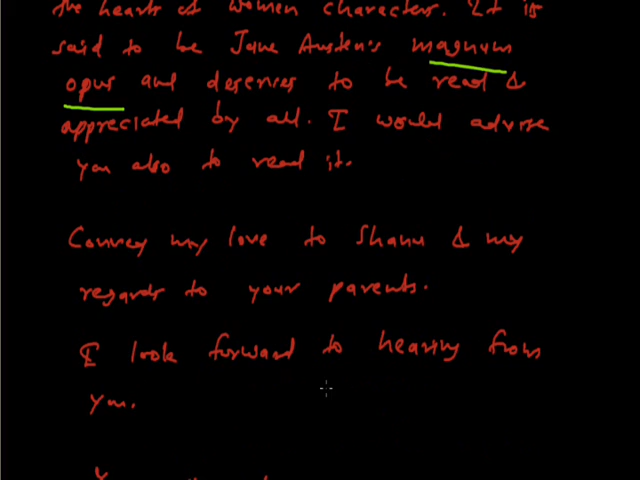 the hearts of women characters. It is
said to be Jane Austen's magnum
opus and deserves to be read &
appreciated by all. I would advise
you also to read it.
Convey my love to Shanu & my
regards to your parents.
I look forward to hearing from
you.